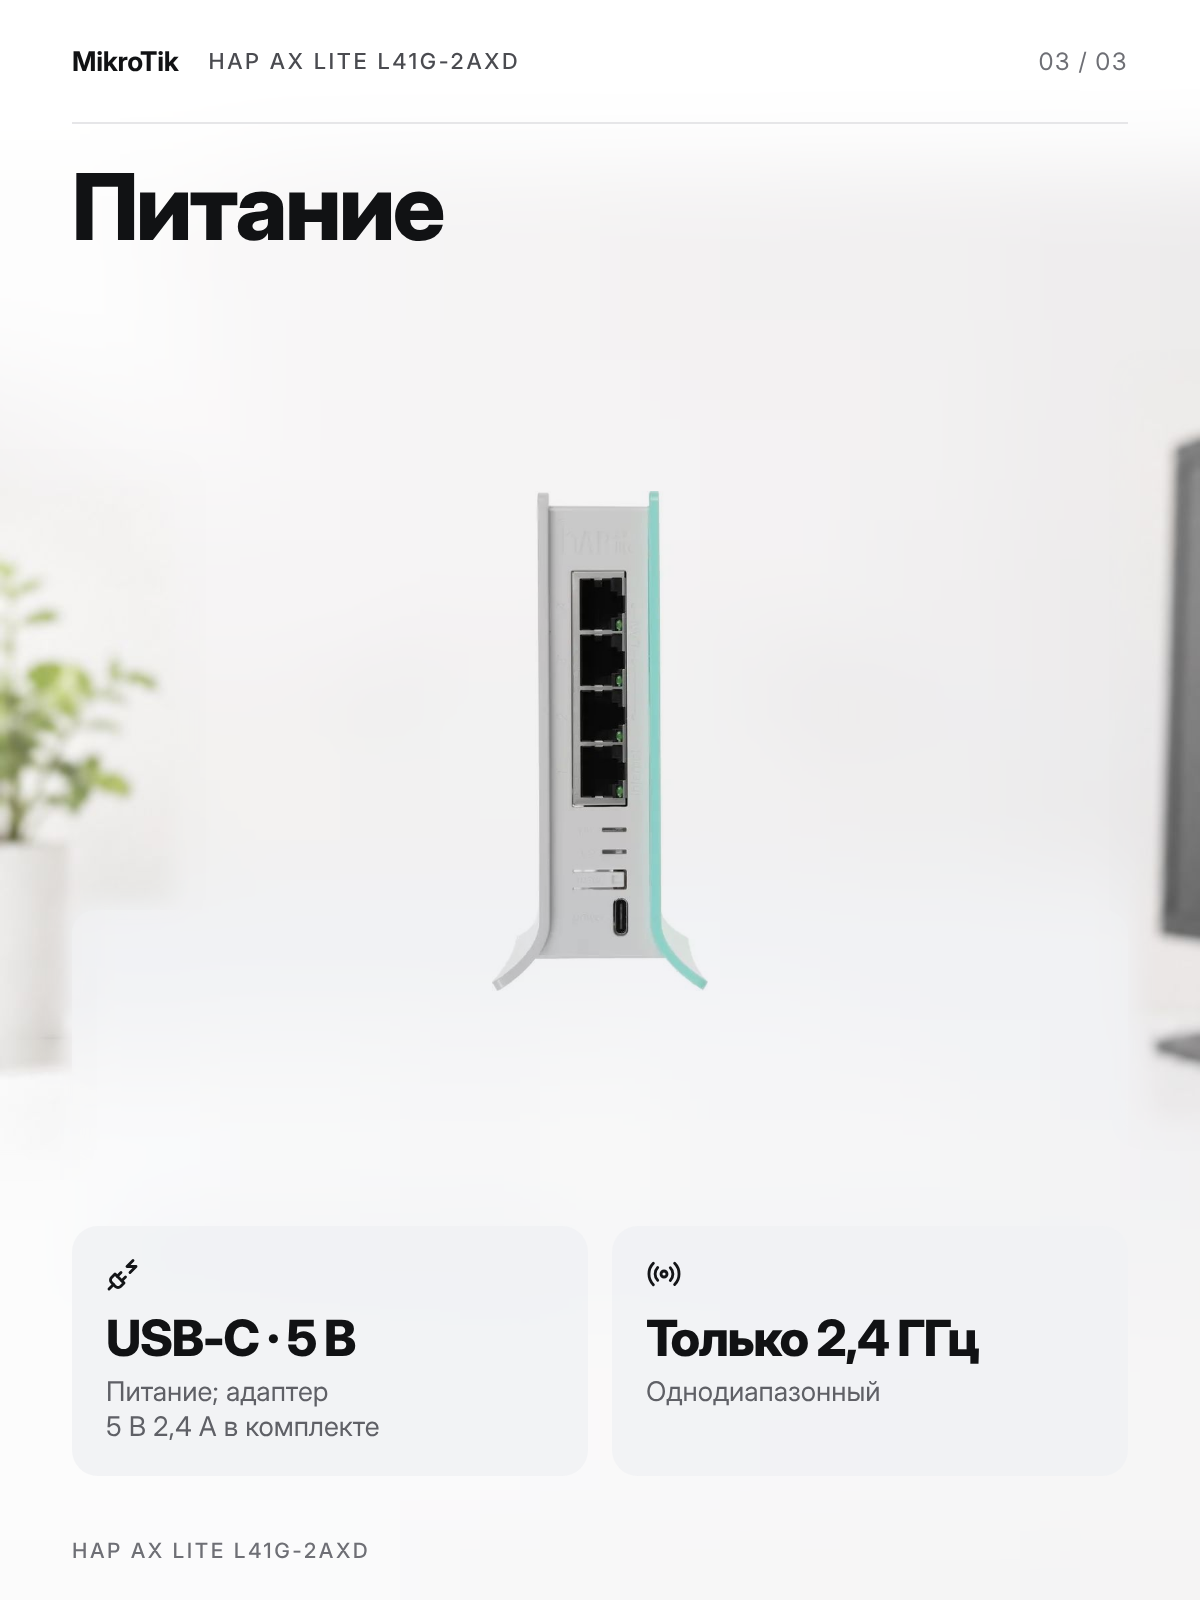 MikroTik HAP AX LITE L41G-2AXD 03 / 03
Питание
USB-C · 5 В
Питание; адаптер
5 В 2,4 А в комплекте
Только 2,4 ГГц
Однодиапазонный
HAP AX LITE L41G-2AXD